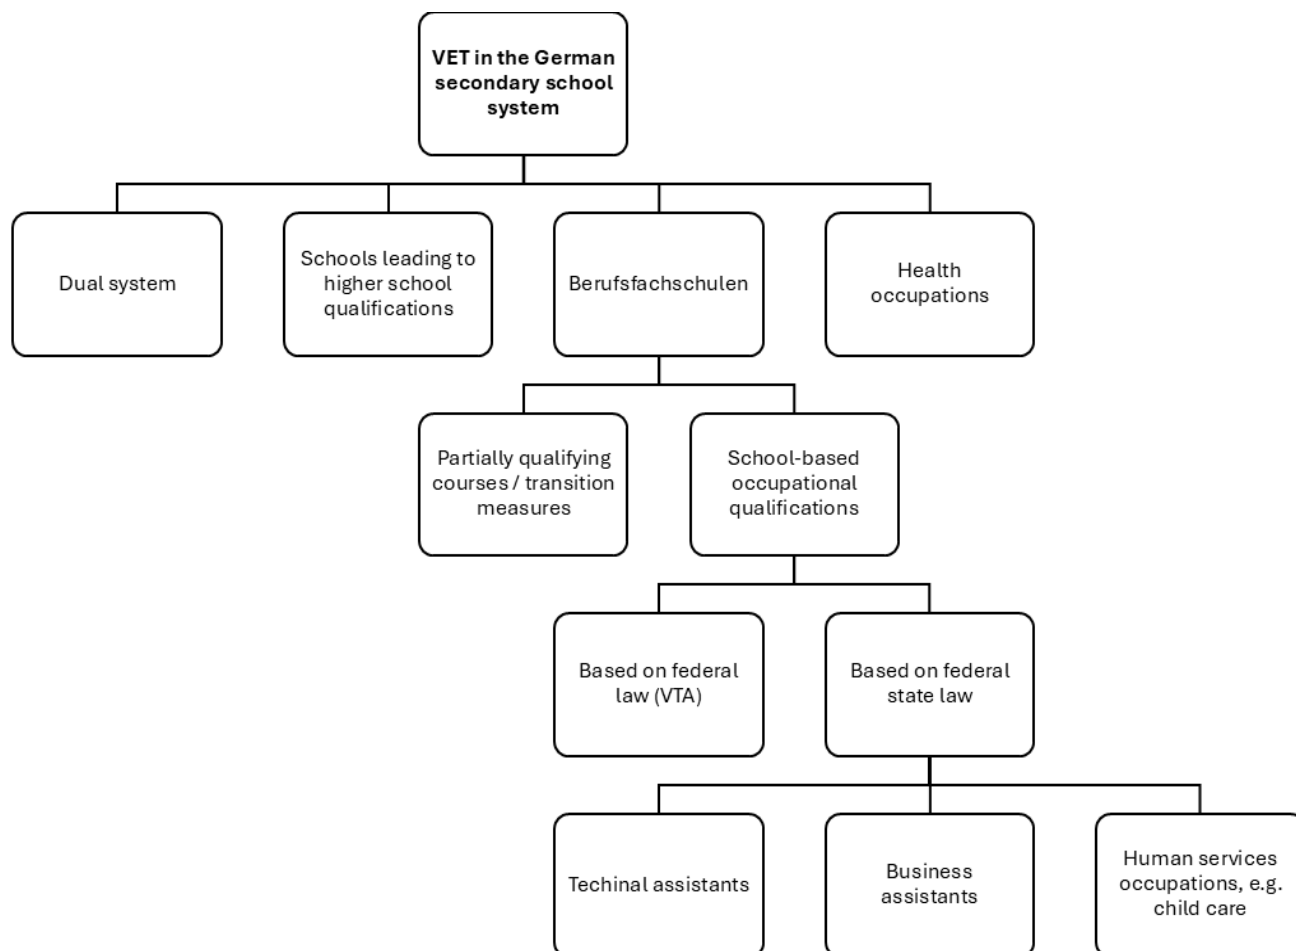 VET in the German
secondary school
system
Dual system
Schools leading to
higher school
qualifications
Berufsfachschulen
Health
occupations
Partially qualifying
courses / transition
measures
School-based
occupational
qualifications
Based on federal
law (VTA)
Based on federal
state law
Techinal assistants
Business
assistants
Human services
occupations, e.g.
child care